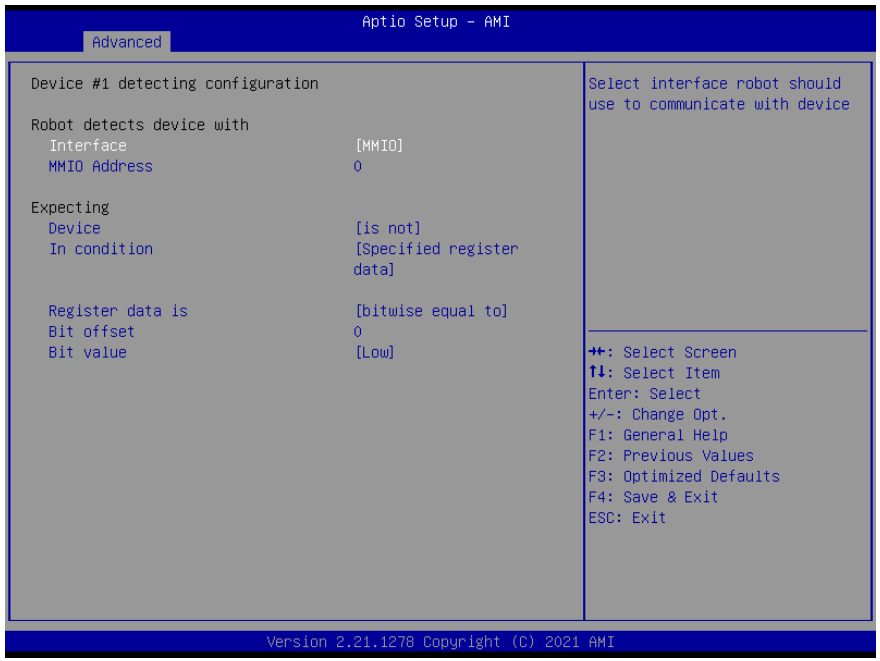 Aptio Setup – AMI
Advanced
Device #1 detecting configuration
Robot detects device with
Interface [MMIO]
MMIO Address 0
Expecting
Device [is not]
In condition [Specified register
data]
Register data is [bitwise equal to]
Bit offset 0
Bit value [Low]
Select interface robot should
use to communicate with device
→←: Select Screen
↑↓: Select Item
Enter: Select
+/-: Change Opt.
F1: General Help
F2: Previous Values
F3: Optimized Defaults
F4: Save & Exit
ESC: Exit
Version 2.21.1278 Copyright (C) 2021 AMI